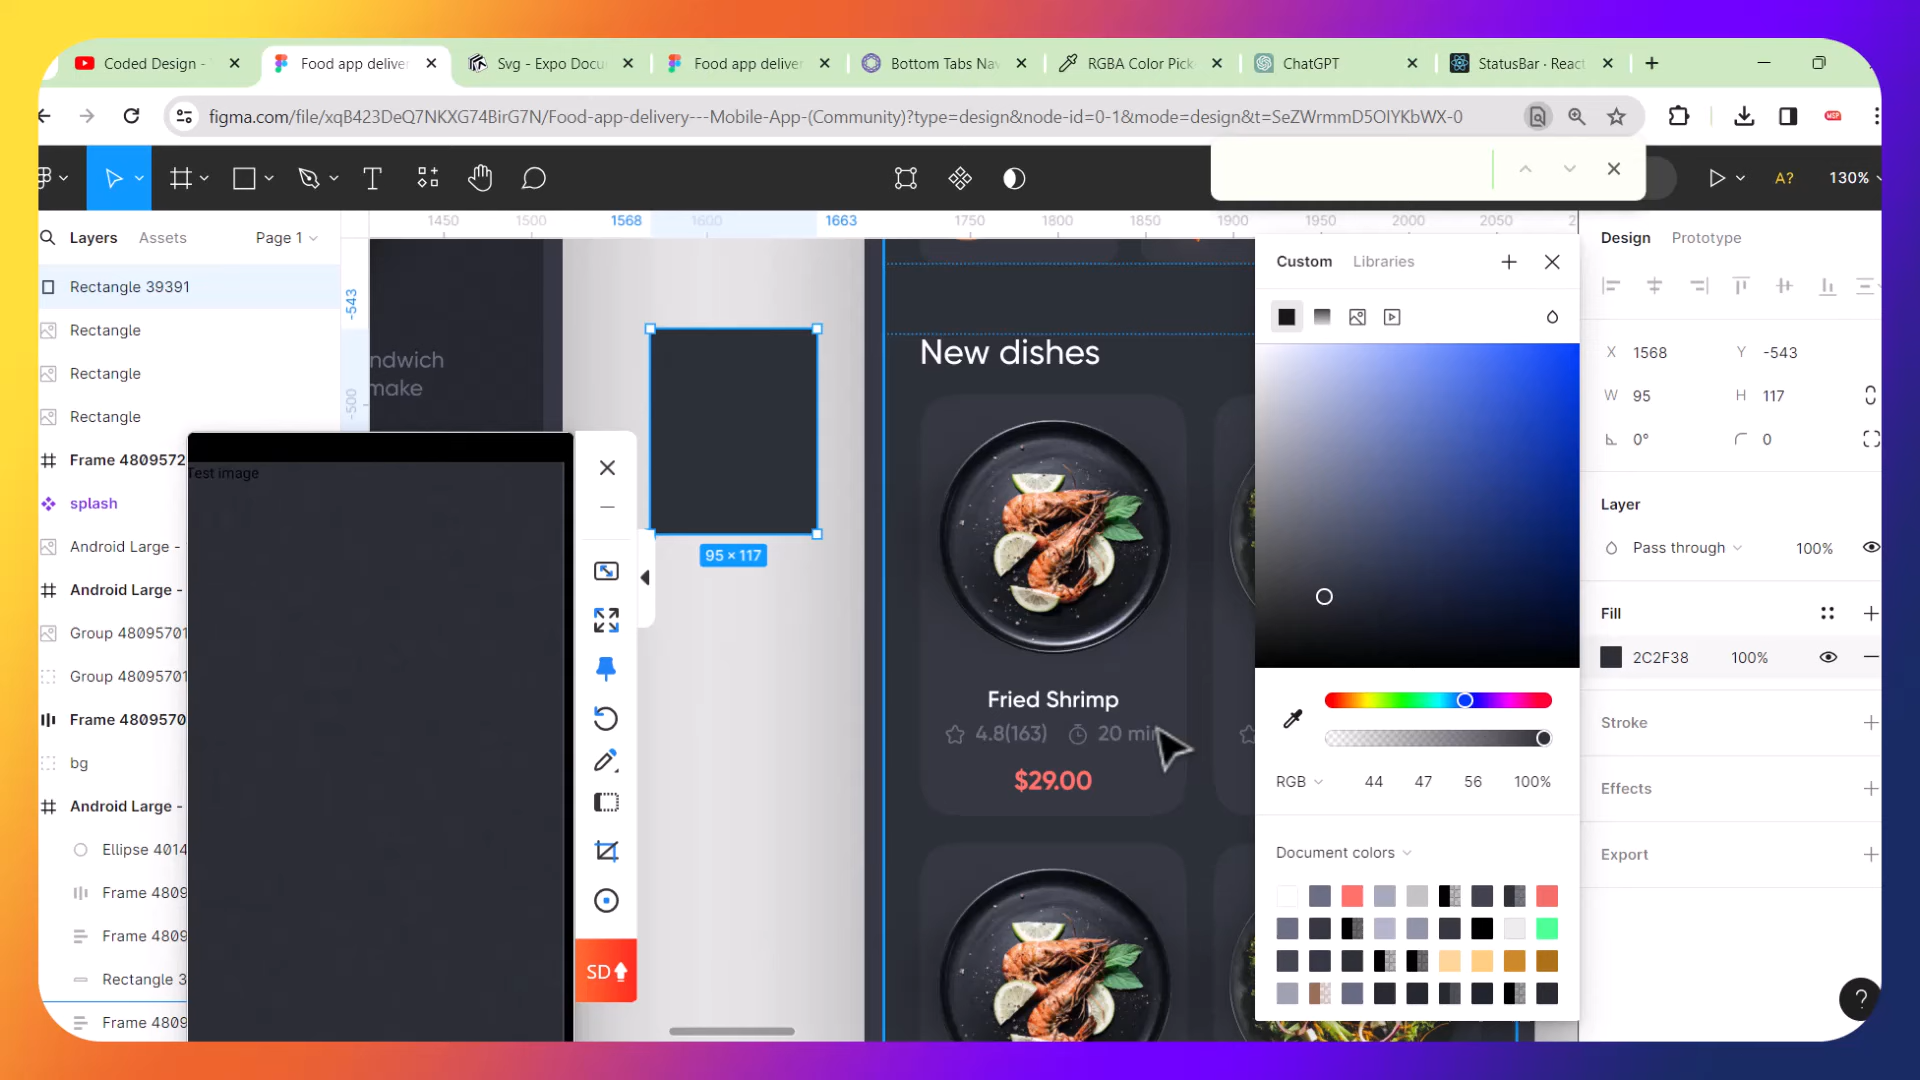 Coded Design -
Food app deliver
Svg - Expo Docu
Food app deliver
Bottom Tabs Nav
RGBA Color Pick
ChatGPT
StatusBar · React
figma.com/file/xqB423DeQ7NKXG74BirG7N/Food-app-delivery---Mobile-App-(Community)?type=design&node-id=0-1&mode=design&t=SeZWrmmD5OIYKbWX-0
A?
130%
Layers
Assets
Page 1
1450
1500
1568
1600
1663
1750
1800
1850
1900
1950
2000
2050
2
Design
Prototype
Rectangle 39391
Rectangle
Rectangle
Rectangle
Frame 4809572
splash
Android Large -
Android Large -
Group 48095701
Group 48095701
Frame 4809570
bg
Android Large -
Ellipse 4014
Frame 4809
Frame 4809
Rectangle 3
Frame 4809
-543
-500
ndwich
make
Test image
SD
95 × 117
New dishes
Fried Shrimp
4.8(163)
20 min
$29.00
Custom
Libraries
RGB
44
47
56
100%
Document colors
X
1568
Y
-543
W
95
H
117
0°
0
Layer
Pass through
100%
Fill
2C2F38
100%
Stroke
Effects
Export
?